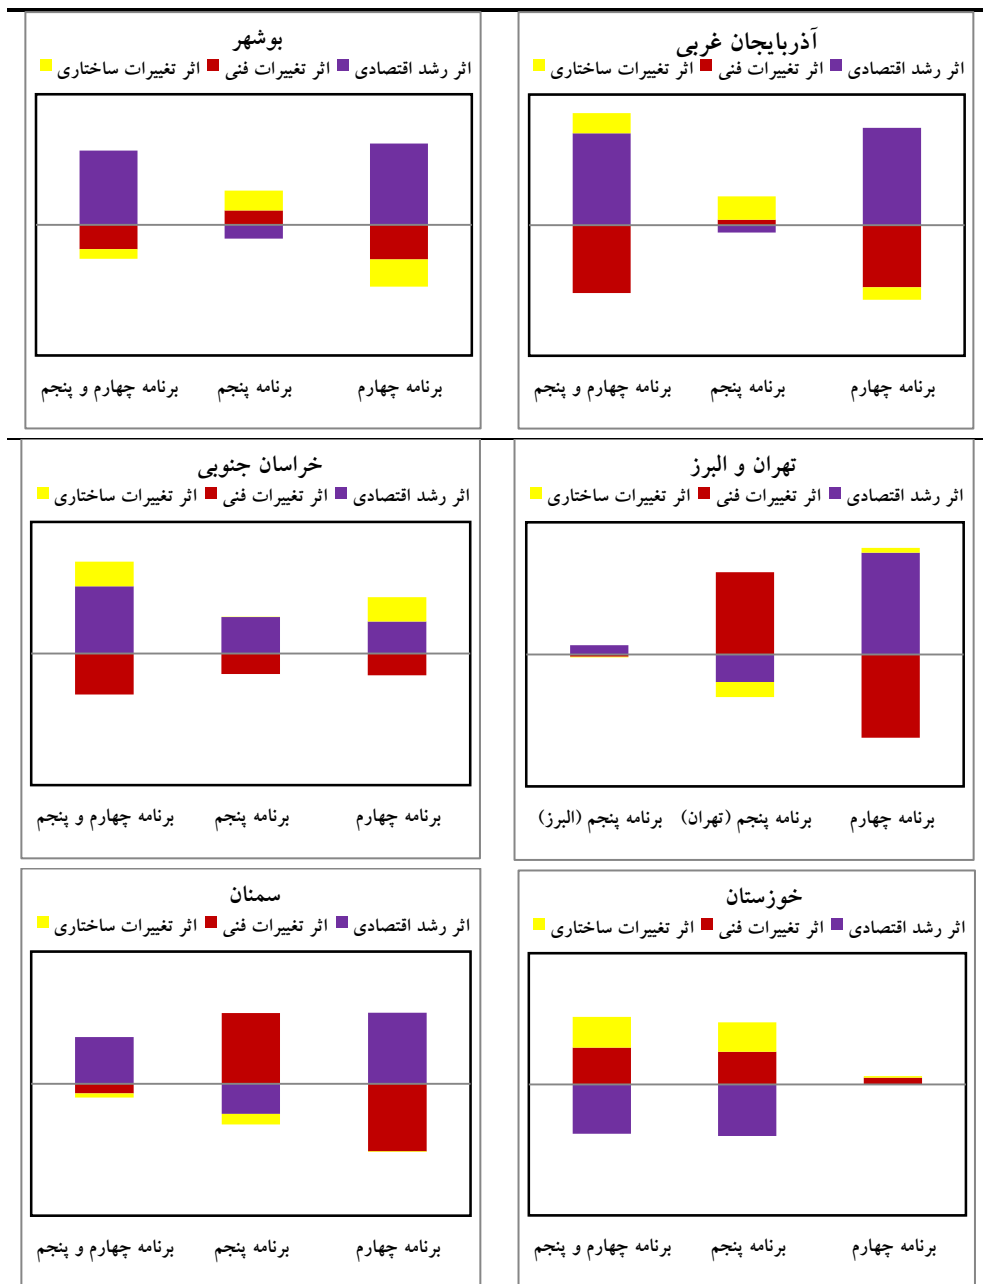 آذربایجان غربی
اثر رشد اقتصادی اثر تغییرات فنی اثر تغییرات ساختاری
برنامه چهارم برنامه پنجم برنامه چهارم و پنجم
بوشهر
اثر رشد اقتصادی اثر تغییرات فنی اثر تغییرات ساختاری
برنامه چهارم برنامه پنجم برنامه چهارم و پنجم
تهران و البرز
اثر رشد اقتصادی اثر تغییرات فنی اثر تغییرات ساختاری
برنامه چهارم برنامه پنجم (تهران) برنامه پنجم (البرز)
خراسان جنوبی
اثر رشد اقتصادی اثر تغییرات فنی اثر تغییرات ساختاری
برنامه چهارم برنامه پنجم برنامه چهارم و پنجم
خوزستان
اثر رشد اقتصادی اثر تغییرات فنی اثر تغییرات ساختاری
برنامه چهارم برنامه پنجم برنامه چهارم و پنجم
سمنان
اثر رشد اقتصادی اثر تغییرات فنی اثر تغییرات ساختاری
برنامه چهارم برنامه پنجم برنامه چهارم و پنجم